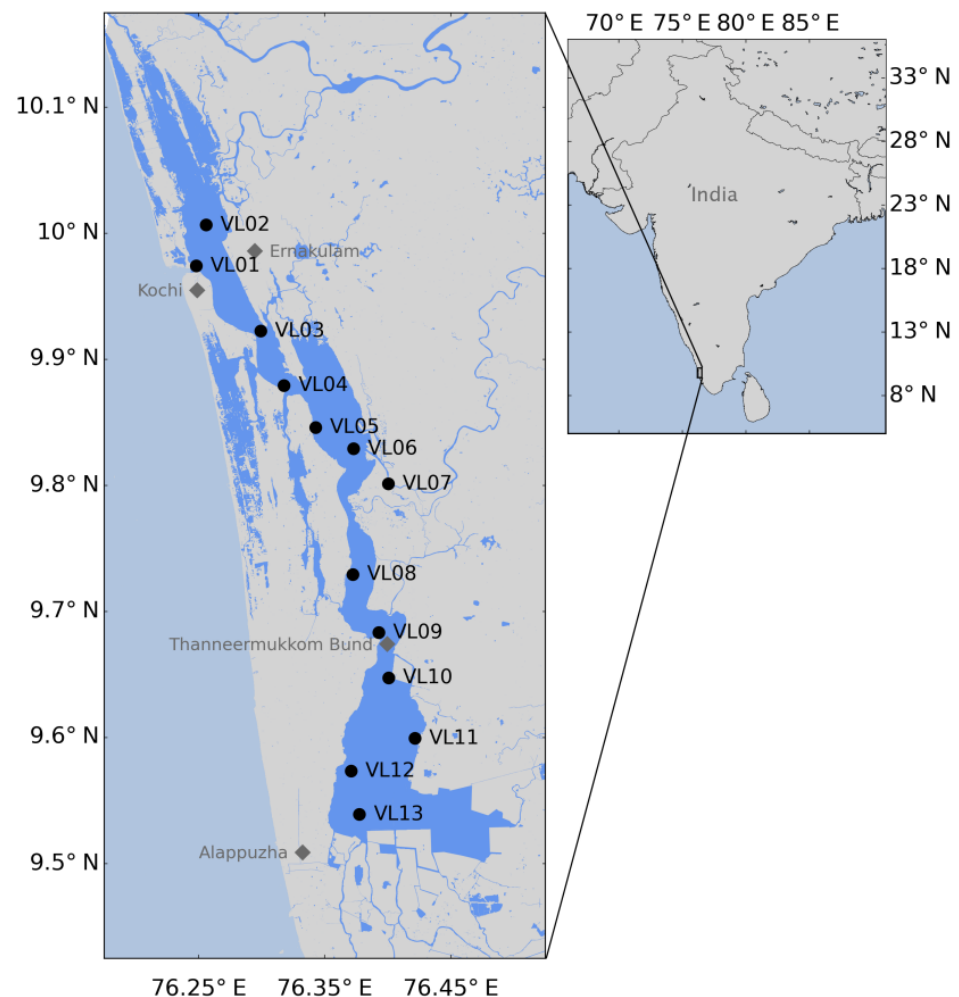 70° E 75° E 80° E 85° E
33° N
28° N
23° N
18° N
13° N
8° N
India
10.1° N
10° N
9.9° N
9.8° N
9.7° N
9.6° N
9.5° N
VL02
Ernakulam
VL01
Kochi
VL03
VL04
VL05
VL06
VL07
VL08
VL09
Thanneermukkom Bund
VL10
VL11
VL12
VL13
Alappuzha
76.25° E 76.35° E 76.45° E